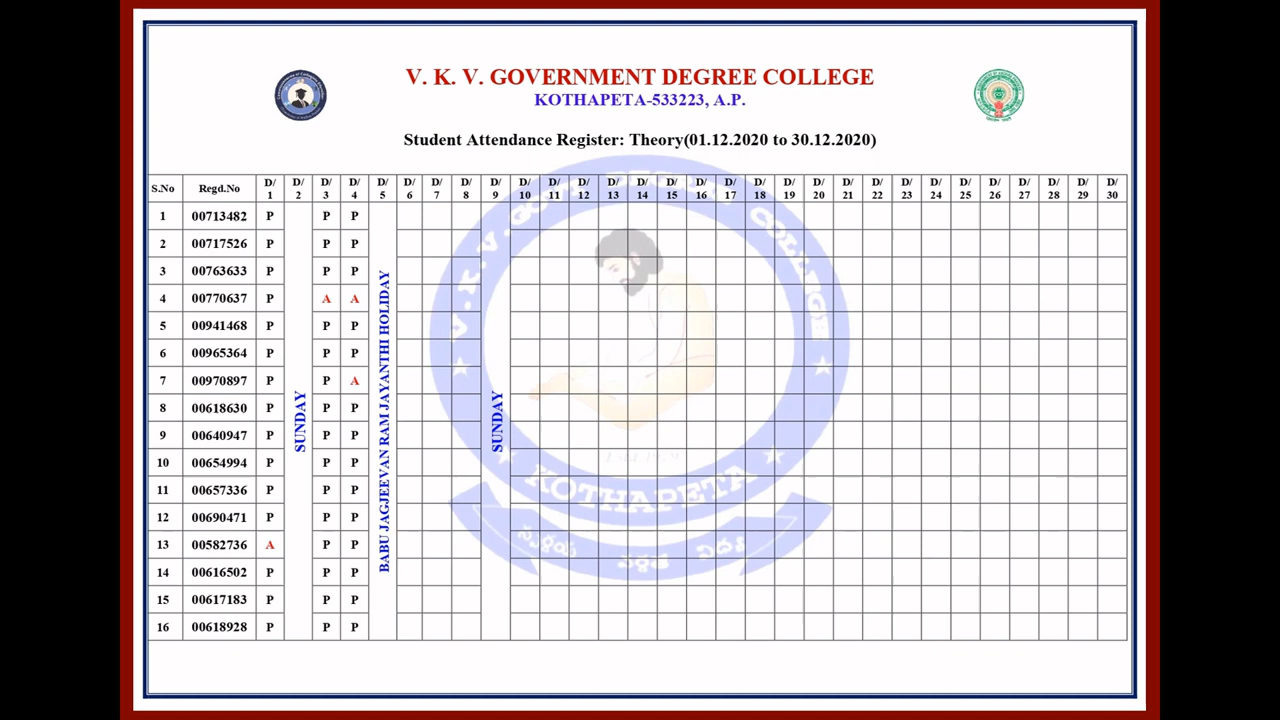 V. K. V. GOVERNMENT DEGREE COLLEGE
KOTHAPETA-533223, A.P.
Student Attendance Register: Theory(01.12.2020 to 30.12.2020)
S.No Regd.No D/1 D/2 D/3 D/4 D/5 D/6 D/7 D/8 D/9 D/10 D/11 D/12 D/13 D/14 D/15 D/16 D/17 D/18 D/19 D/20 D/21 D/22 D/23 D/24 D/25 D/26 D/27 D/28 D/29 D/30
1 00713482 P P P
2 00717526 P P P
3 00763633 P P P
4 00770637 P A A
5 00941468 P P P
6 00965364 P P P
7 00970897 P P A
8 00618630 P P P
9 00640947 P P P
10 00654994 P P P
11 00657336 P P P
12 00690471 P P P
13 00582736 A P P
14 00616502 P P P
15 00617183 P P P
16 00618928 P P P
SUNDAY
BABU JAGJEEVAN RAM JAYANTHI HOLIDAY
SUNDAY
V.K.V.GOVT DEGREE COLLEGE
KOTHAPETA